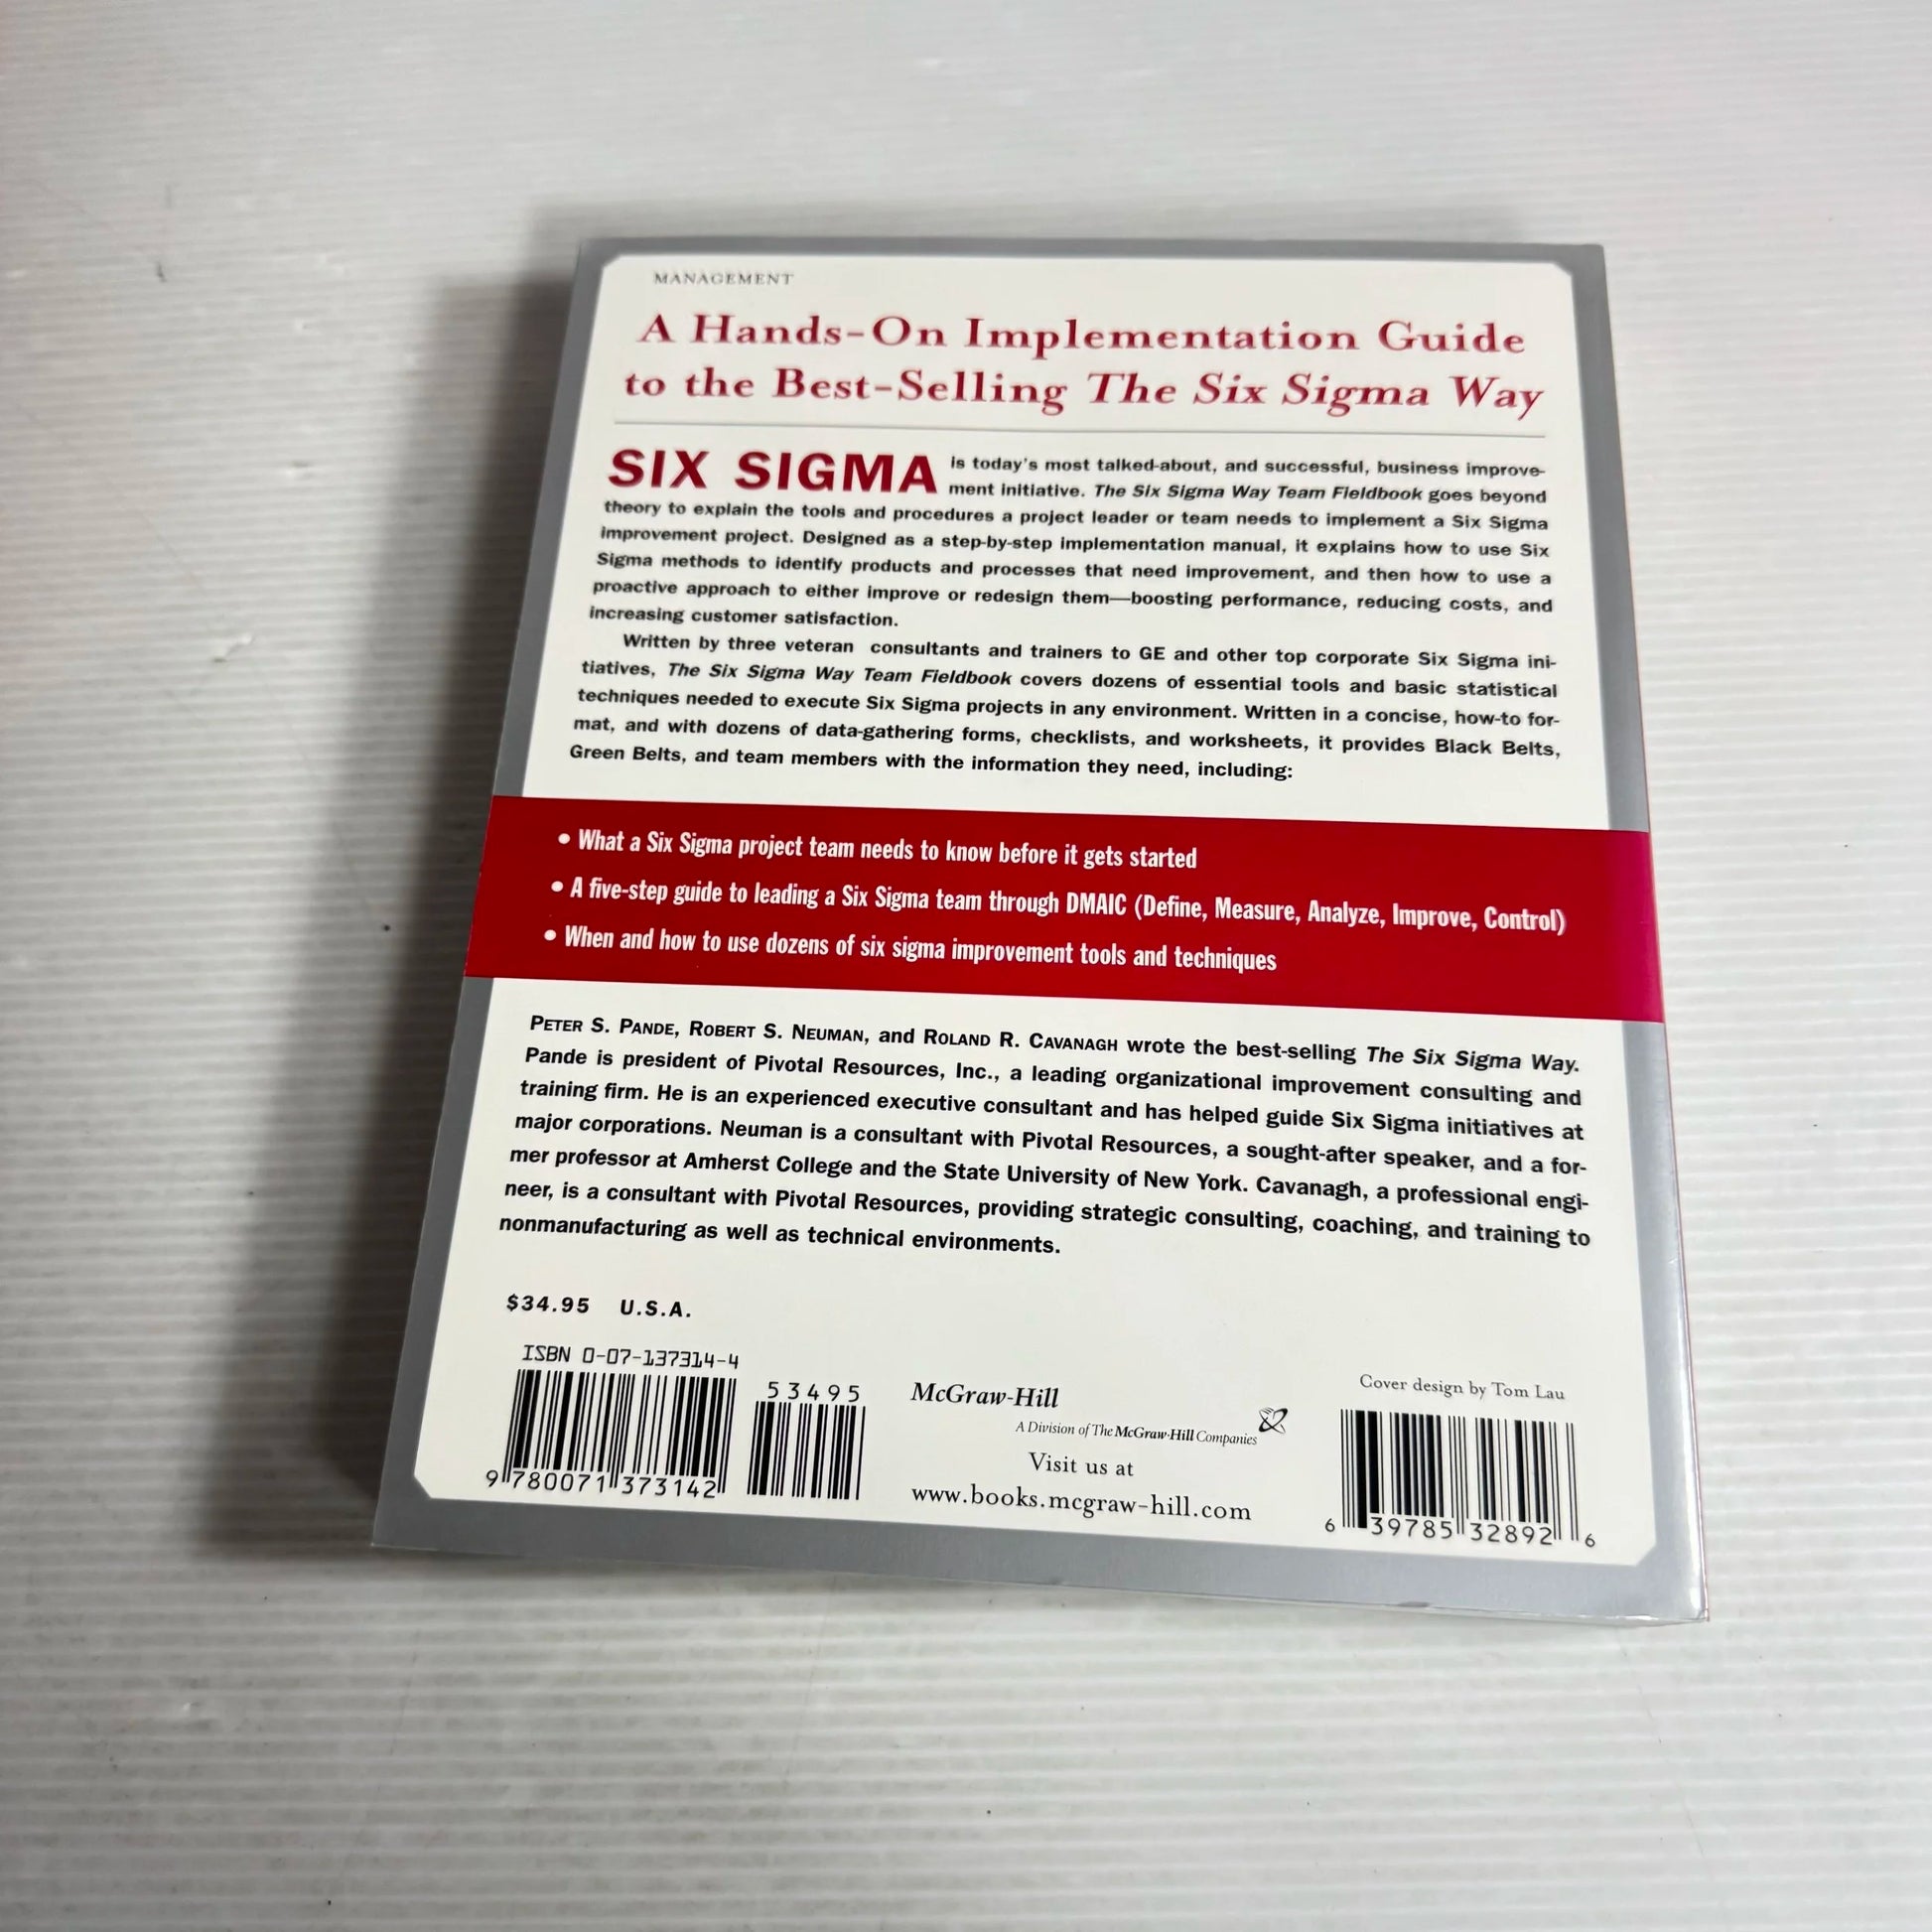 MANAGEMENT
A Hands-On Implementation Guide
to the Best-Selling The Six Sigma Way
SIX SIGMA is today's most talked-about, and successful, business improve-
ment initiative. The Six Sigma Way Team Fieldbook goes beyond
theory to explain the tools and procedures a project leader or team needs to implement a Six Sigma
improvement project. Designed as a step-by-step implementation manual, it explains how to use Six
Sigma methods to identify products and processes that need improvement, and then how to use a
proactive approach to either improve or redesign them—boosting performance, reducing costs, and
increasing customer satisfaction.
Written by three veteran consultants and trainers to GE and other top corporate Six Sigma ini-
tiatives, The Six Sigma Way Team Fieldbook covers dozens of essential tools and basic statistical
techniques needed to execute Six Sigma projects in any environment. Written in a concise, how-to for-
mat, and with dozens of data-gathering forms, checklists, and worksheets, it provides Black Belts,
Green Belts, and team members with the information they need, including:
• What a Six Sigma project team needs to know before it gets started
• A five-step guide to leading a Six Sigma team through DMAIC (Define, Measure, Analyze, Improve, Control)
• When and how to use dozens of six sigma improvement tools and techniques
PETER S. PANDE, ROBERT S. NEUMAN, and ROLAND R. CAVANAGH wrote the best-selling The Six Sigma Way.
Pande is president of Pivotal Resources, Inc., a leading organizational improvement consulting and
training firm. He is an experienced executive consultant and has helped guide Six Sigma initiatives at
major corporations. Neuman is a consultant with Pivotal Resources, a sought-after speaker, and a for-
mer professor at Amherst College and the State University of New York. Cavanagh, a professional engi-
neer, is a consultant with Pivotal Resources, providing strategic consulting, coaching, and training to
nonmanufacturing as well as technical environments.
$34.95 U.S.A.
ISBN 0-07-137314-4
53495
9 780071 373142
McGraw-Hill
A Division of The McGraw-Hill Companies
Visit us at
www.books.mcgraw-hill.com
Cover design by Tom Lau
6 39785 32892 6